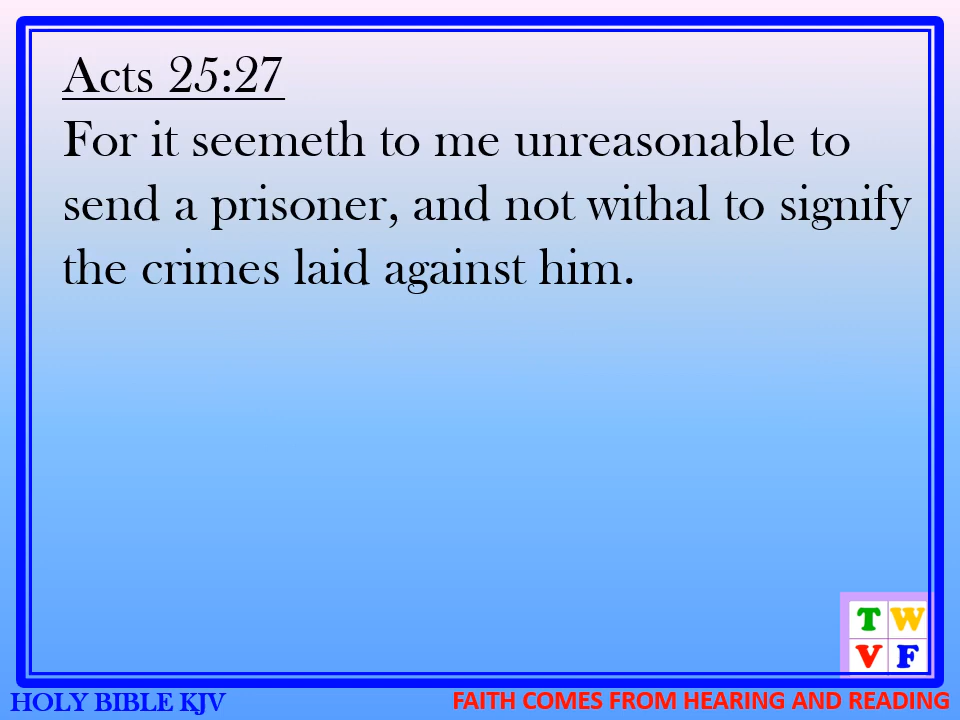 Acts 25:27
For it seemeth to me unreasonable to
send a prisoner, and not withal to signify
the crimes laid against him.
T W
V F
HOLY BIBLE KJV
FAITH COMES FROM HEARING AND READING